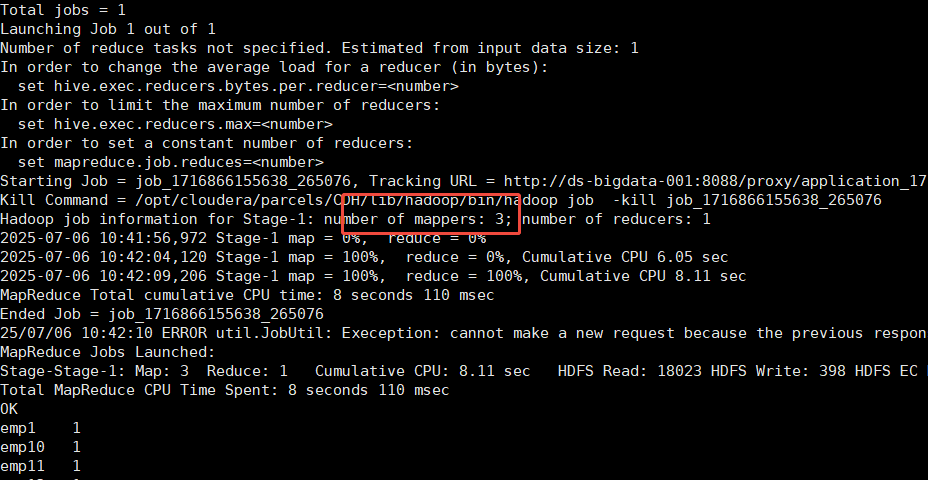 Total jobs = 1
Launching Job 1 out of 1
Number of reduce tasks not specified. Estimated from input data size: 1
In order to change the average load for a reducer (in bytes):
  set hive.exec.reducers.bytes.per.reducer=<number>
In order to limit the maximum number of reducers:
  set hive.exec.reducers.max=<number>
In order to set a constant number of reducers:
  set mapreduce.job.reduces=<number>
Starting Job = job_1716866155638_265076, Tracking URL = http://ds-bigdata-001:8088/proxy/application_17
Kill Command = /opt/cloudera/parcels/CDH/lib/hadoop/bin/hadoop job  -kill job_1716866155638_265076
Hadoop job information for Stage-1: number of mappers: 3; number of reducers: 1
2025-07-06 10:41:56,972 Stage-1 map = 0%,  reduce = 0%
2025-07-06 10:42:04,120 Stage-1 map = 100%,  reduce = 0%, Cumulative CPU 6.05 sec
2025-07-06 10:42:09,206 Stage-1 map = 100%,  reduce = 100%, Cumulative CPU 8.11 sec
MapReduce Total cumulative CPU time: 8 seconds 110 msec
Ended Job = job_1716866155638_265076
25/07/06 10:42:10 ERROR util.JobUtil: Exeception: cannot make a new request because the previous respon
MapReduce Jobs Launched:
Stage-Stage-1: Map: 3  Reduce: 1   Cumulative CPU: 8.11 sec   HDFS Read: 18023 HDFS Write: 398 HDFS EC
Total MapReduce CPU Time Spent: 8 seconds 110 msec
OK
emp1    1
emp10   1
emp11   1